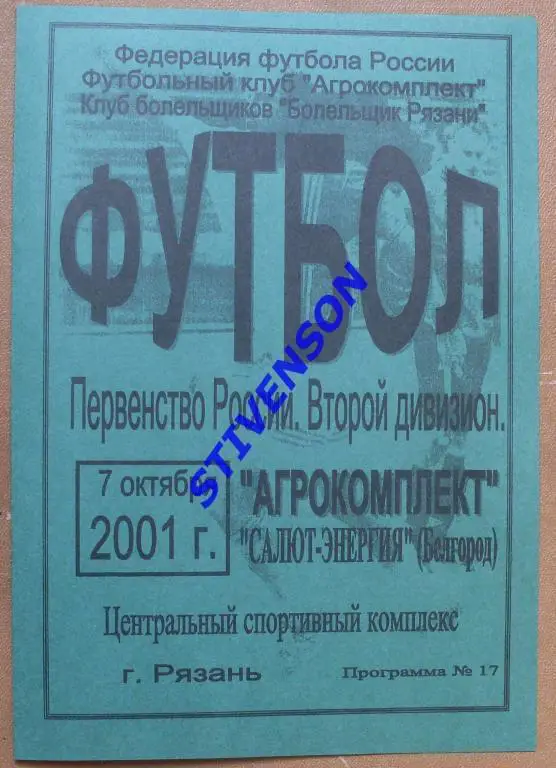 Федерация футбола России
Футбольный клуб "Агрокомплект"
Клуб болельщиков "Болельщик Рязани"
ФУТБОЛ
Первенство России. Второй дивизион.
7 октября
2001 г.
"АГРОКОМПЛЕКТ"
"САЛЮТ-ЭНЕРГИЯ" (Белгород)
Центральный спортивный комплекс
г. Рязань
Программа № 17
STIVENSON